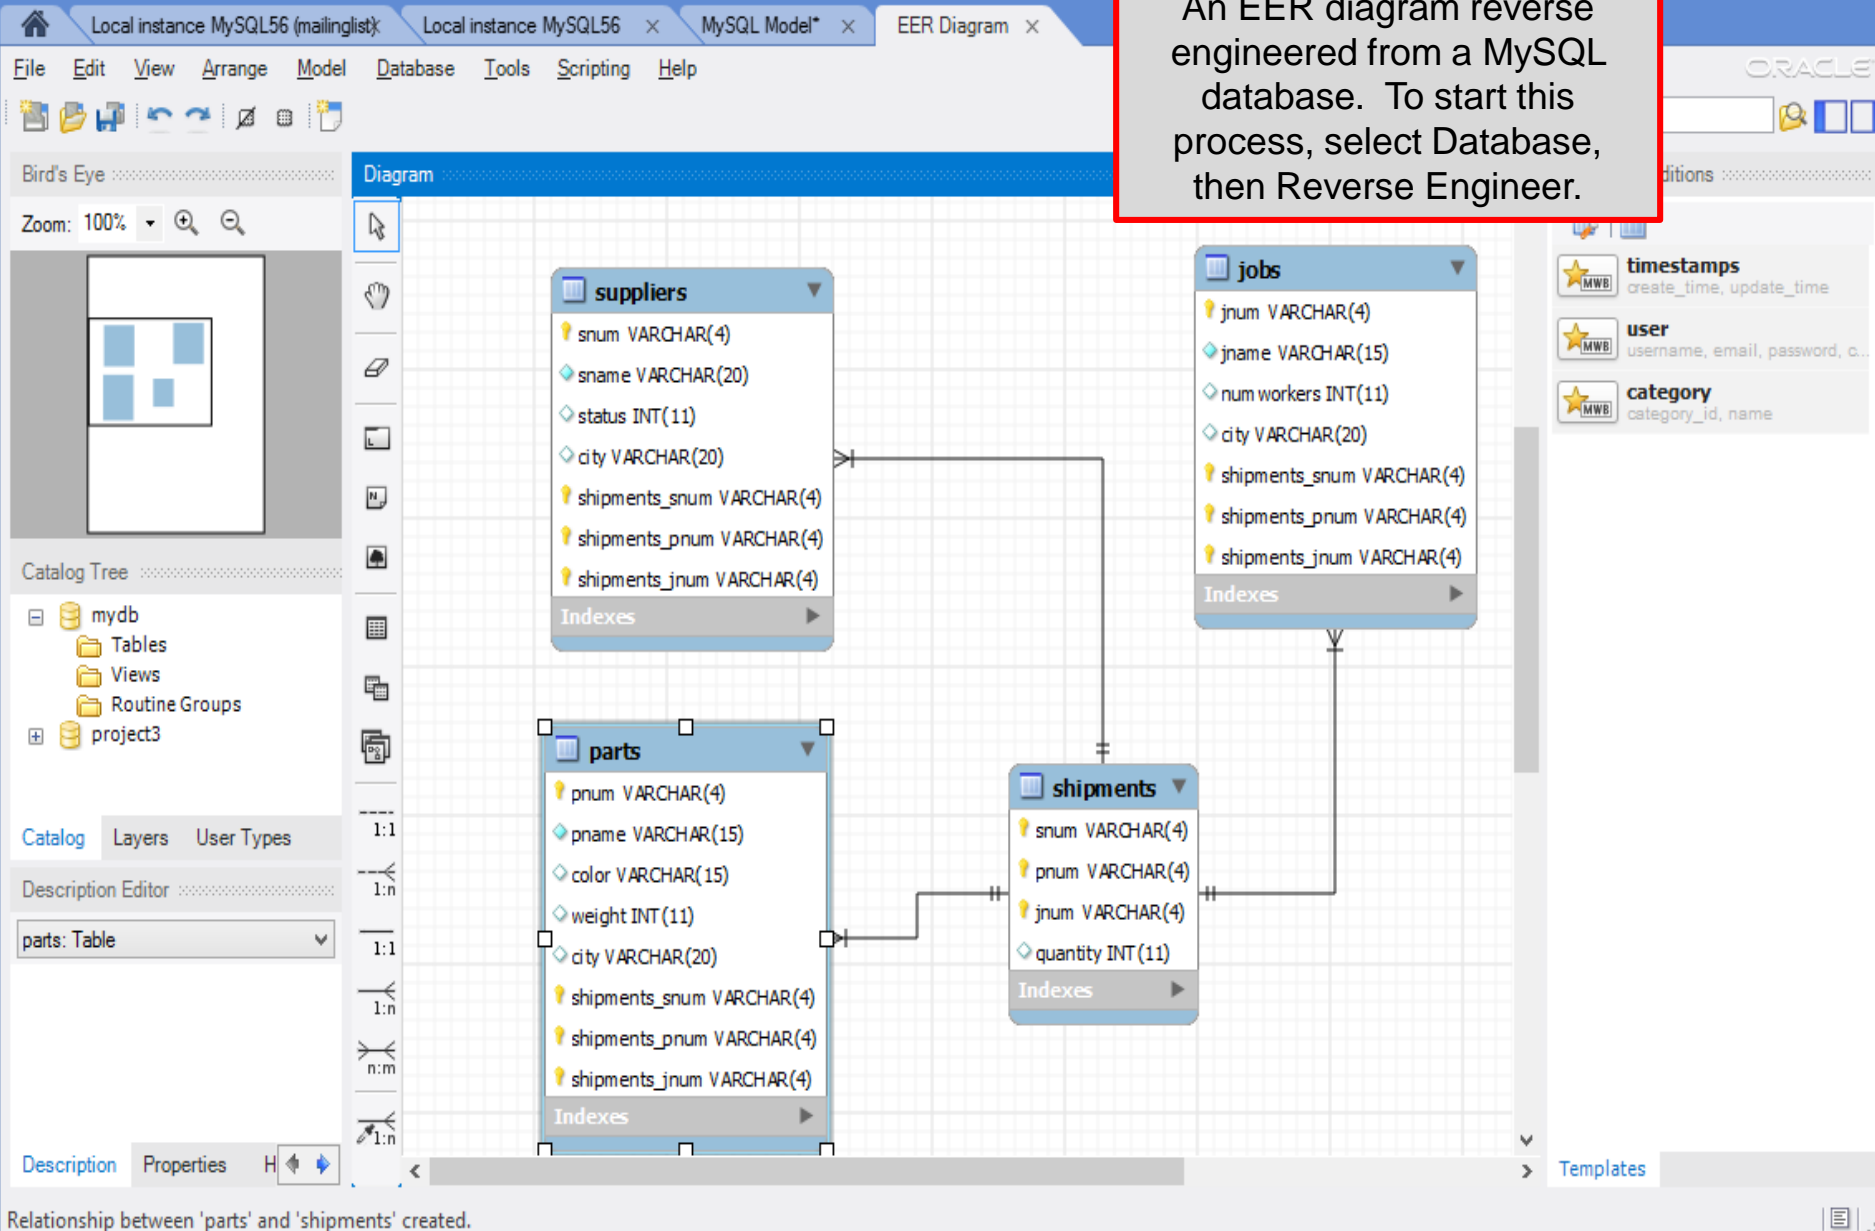 Local instance MySQL56 (mailinglist)
Local instance MySQL56
MySQL Model*
EER Diagram
An EER diagram reverse
engineered from a MySQL
database. To start this
process, select Database,
then Reverse Engineer.
File Edit View Arrange Model Database Tools Scripting Help
ORACLE
Bird's Eye
Diagram
Zoom: 100%
suppliers
snum VARCHAR(4)
sname VARCHAR(20)
status INT(11)
city VARCHAR(20)
shipments_snum VARCHAR(4)
shipments_pnum VARCHAR(4)
shipments_jnum VARCHAR(4)
Indexes
jobs
jnum VARCHAR(4)
jname VARCHAR(15)
numworkers INT(11)
city VARCHAR(20)
shipments_snum VARCHAR(4)
shipments_pnum VARCHAR(4)
shipments_jnum VARCHAR(4)
Indexes
parts
pnum VARCHAR(4)
pname VARCHAR(15)
color VARCHAR(15)
weight INT(11)
city VARCHAR(20)
shipments_snum VARCHAR(4)
shipments_pnum VARCHAR(4)
shipments_jnum VARCHAR(4)
Indexes
shipments
snum VARCHAR(4)
pnum VARCHAR(4)
jnum VARCHAR(4)
quantity INT(11)
Indexes
MWB
timestamps
create_time, update_time
MWB
user
username, email, password, c...
MWB
category
category_id, name
Catalog Tree
mydb
Tables
Views
Routine Groups
project3
Catalog Layers User Types
Description Editor
parts: Table
Description Properties H
1:1
1:n
1:1
1:n
n:m
1:n
Templates
Relationship between 'parts' and 'shipments' created.